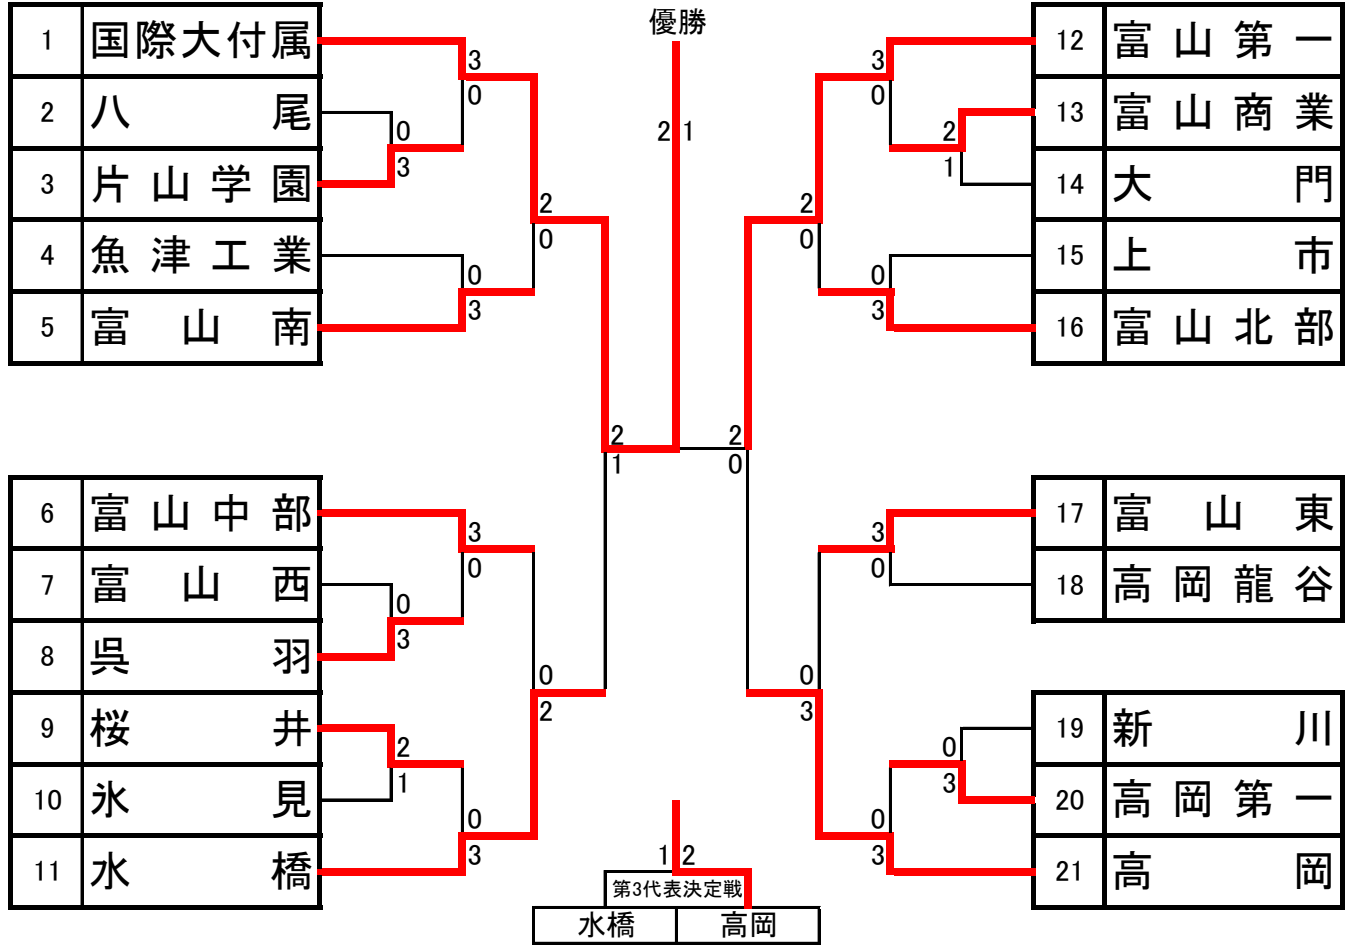 優勝
2 1
1 国際大付属
2 八尾
3 片山学園
4 魚津工業
5 富山南
3
0
0
3
2
0
0
3
6 富山中部
7 富山西
8 呉羽
9 桜井
10 氷見
11 水橋
3
0
0
3
2
1
0
3
0
2
2
1
12 富山第一
13 富山商業
14 大門
15 上市
16 富山北部
3
0
2
1
2
0
0
3
17 富山東
18 高岡龍谷
3
0
19 新川
20 高岡第一
21 高岡
0
3
0
3
0
3
2
0
1 2
第3代表決定戦
水橋 高岡